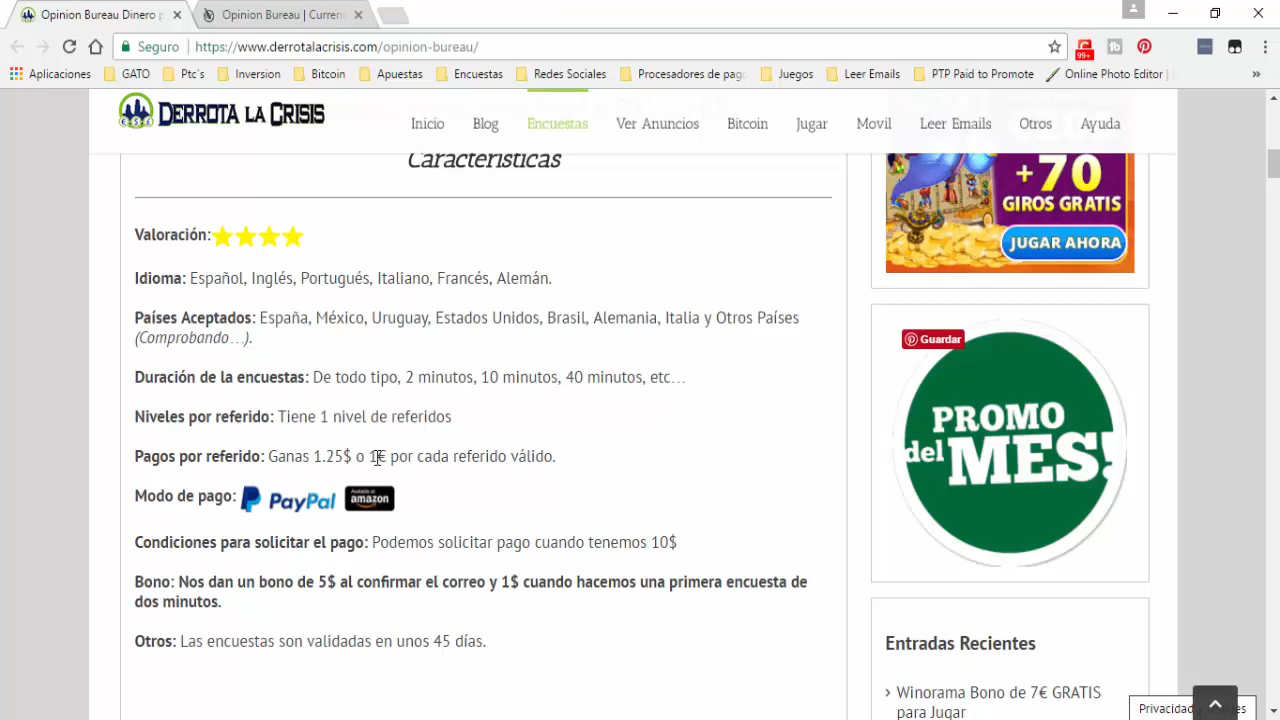 Opinion Bureau Dinero p
Opinion Bureau | Curren
Seguro
https://www.derrotalacrisis.com/opinion-bureau/
99+
Aplicaciones
GATO
Ptc's
Inversion
Bitcoin
Apuestas
Encuestas
Redes Sociales
Procesadores de pago
Juegos
Leer Emails
PTP Paid to Promote
Online Photo Editor |
»
DERROTA LA CRISIS
Inicio
Blog
Encuestas
Ver Anuncios
Bitcoin
Jugar
Movil
Leer Emails
Otros
Ayuda
Características
Valoración:
Idioma: Español, Inglés, Portugués, Italiano, Francés, Alemán.
Países Aceptados: España, México, Uruguay, Estados Unidos, Brasil, Alemania, Italia y Otros Países
(Comprobando…).
Duración de la encuestas: De todo tipo, 2 minutos, 10 minutos, 40 minutos, etc…
Niveles por referido: Tiene 1 nivel de referidos
Pagos por referido: Ganas 1.25$ o 1€ por cada referido válido.
Modo de pago: PayPal Available at amazon
Condiciones para solicitar el pago: Podemos solicitar pago cuando tenemos 10$
Bono: Nos dan un bono de 5$ al confirmar el correo y 1$ cuando hacemos una primera encuesta de
dos minutos.
Otros: Las encuestas son validadas en unos 45 días.
+70
GIROS GRATIS
JUGAR AHORA
Guardar
PROMO
del MES!
Entradas Recientes
Winorama Bono de 7€ GRATIS
para Jugar
Privacidad y